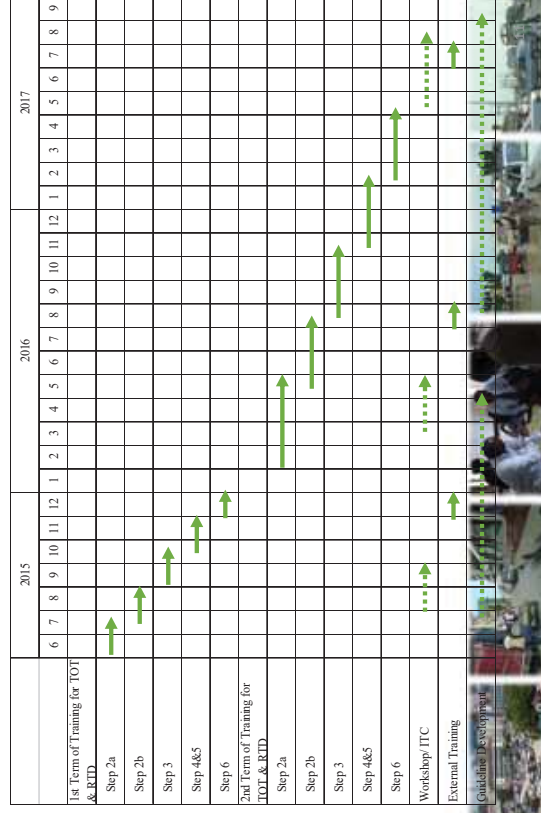 2015 2016 2017
6 7 8 9 10 11 12 1 2 3 4 5 6 7 8 9 10 11 12 1 2 3 4 5 6 7 8 9
1st Term of Training for TOT
& RTD
Step 2a
Step 2b
Step 3
Step 4&5
Step 6
2nd Term of Training for
TOT & RTD
Step 2a
Step 2b
Step 3
Step 4&5
Step 6
Workshop/ ITC
External Training
Guideline Development